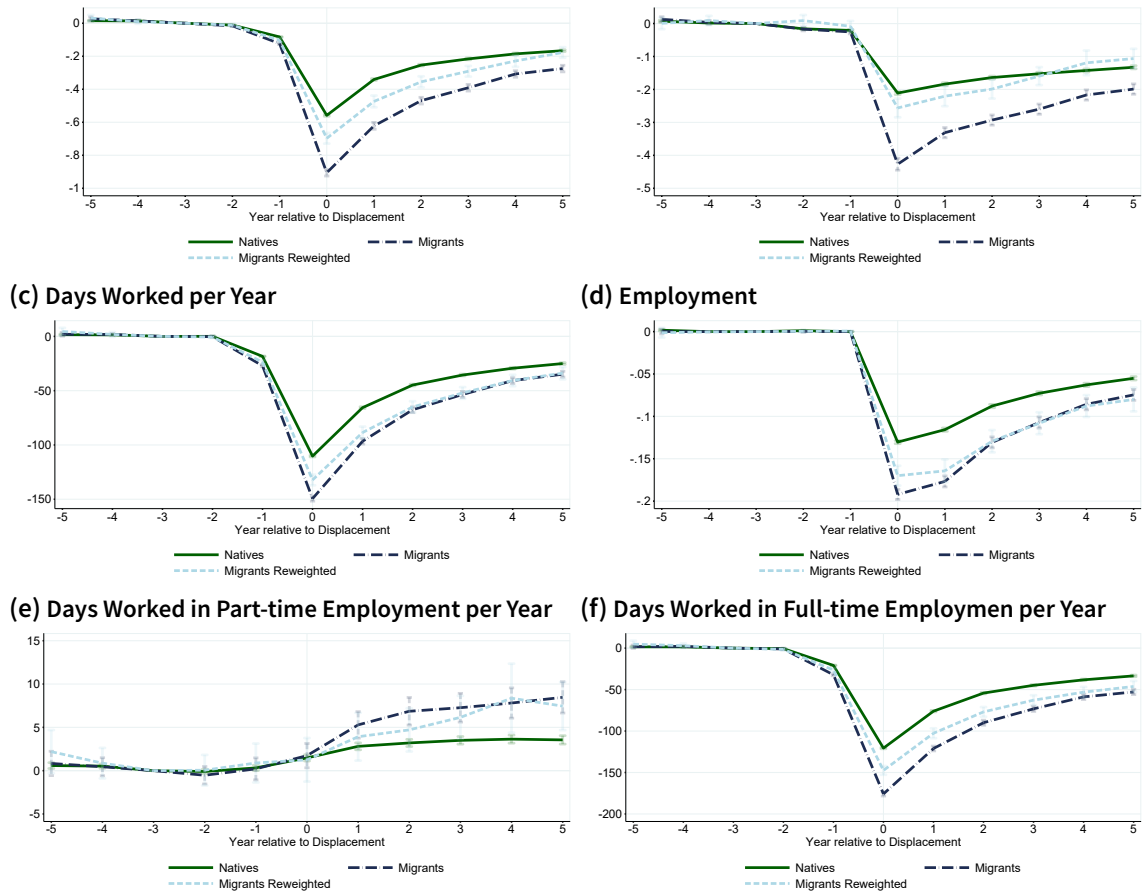 0
-.2
-.4
-.6
-.8
-1
-5 -4 -3 -2 -1 0 1 2 3 4 5
Year relative to Displacement
Natives Migrants
Migrants Reweighted
0
-.1
-.2
-.3
-.4
-.5
-5 -4 -3 -2 -1 0 1 2 3 4 5
Year relative to Displacement
Natives Migrants
Migrants Reweighted
(c) Days Worked per Year
0
-50
-100
-150
-5 -4 -3 -2 -1 0 1 2 3 4 5
Year relative to Displacement
Natives Migrants
Migrants Reweighted
(d) Employment
0
-.05
-.1
-.15
-.2
-5 -4 -3 -2 -1 0 1 2 3 4 5
Year relative to Displacement
Natives Migrants
Migrants Reweighted
(e) Days Worked in Part-time Employment per Year
15
10
5
0
-5
-5 -4 -3 -2 -1 0 1 2 3 4 5
Year relative to Displacement
Natives Migrants
Migrants Reweighted
(f) Days Worked in Full-time Employmen per Year
0
-50
-100
-150
-200
-5 -4 -3 -2 -1 0 1 2 3 4 5
Year relative to Displacement
Natives Migrants
Migrants Reweighted